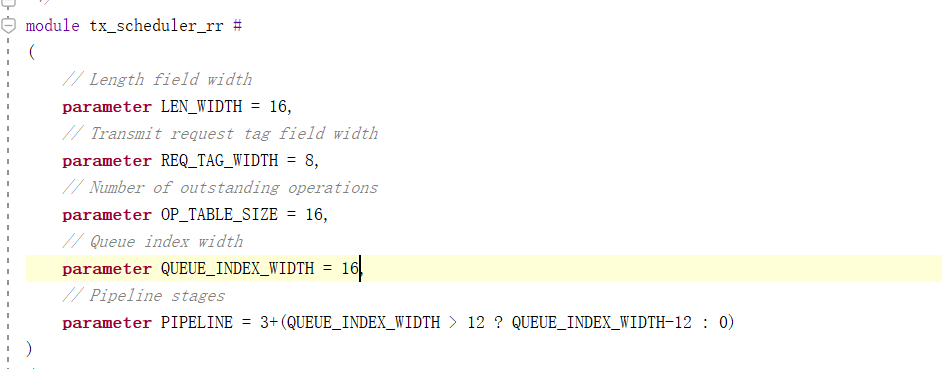 */
module tx_scheduler_rr #
(
// Length field width
parameter LEN_WIDTH = 16,
// Transmit request tag field width
parameter REQ_TAG_WIDTH = 8,
// Number of outstanding operations
parameter OP_TABLE_SIZE = 16,
// Queue index width
parameter QUEUE_INDEX_WIDTH = 16,
// Pipeline stages
parameter PIPELINE = 3+(QUEUE_INDEX_WIDTH > 12 ? QUEUE_INDEX_WIDTH-12 : 0)
)